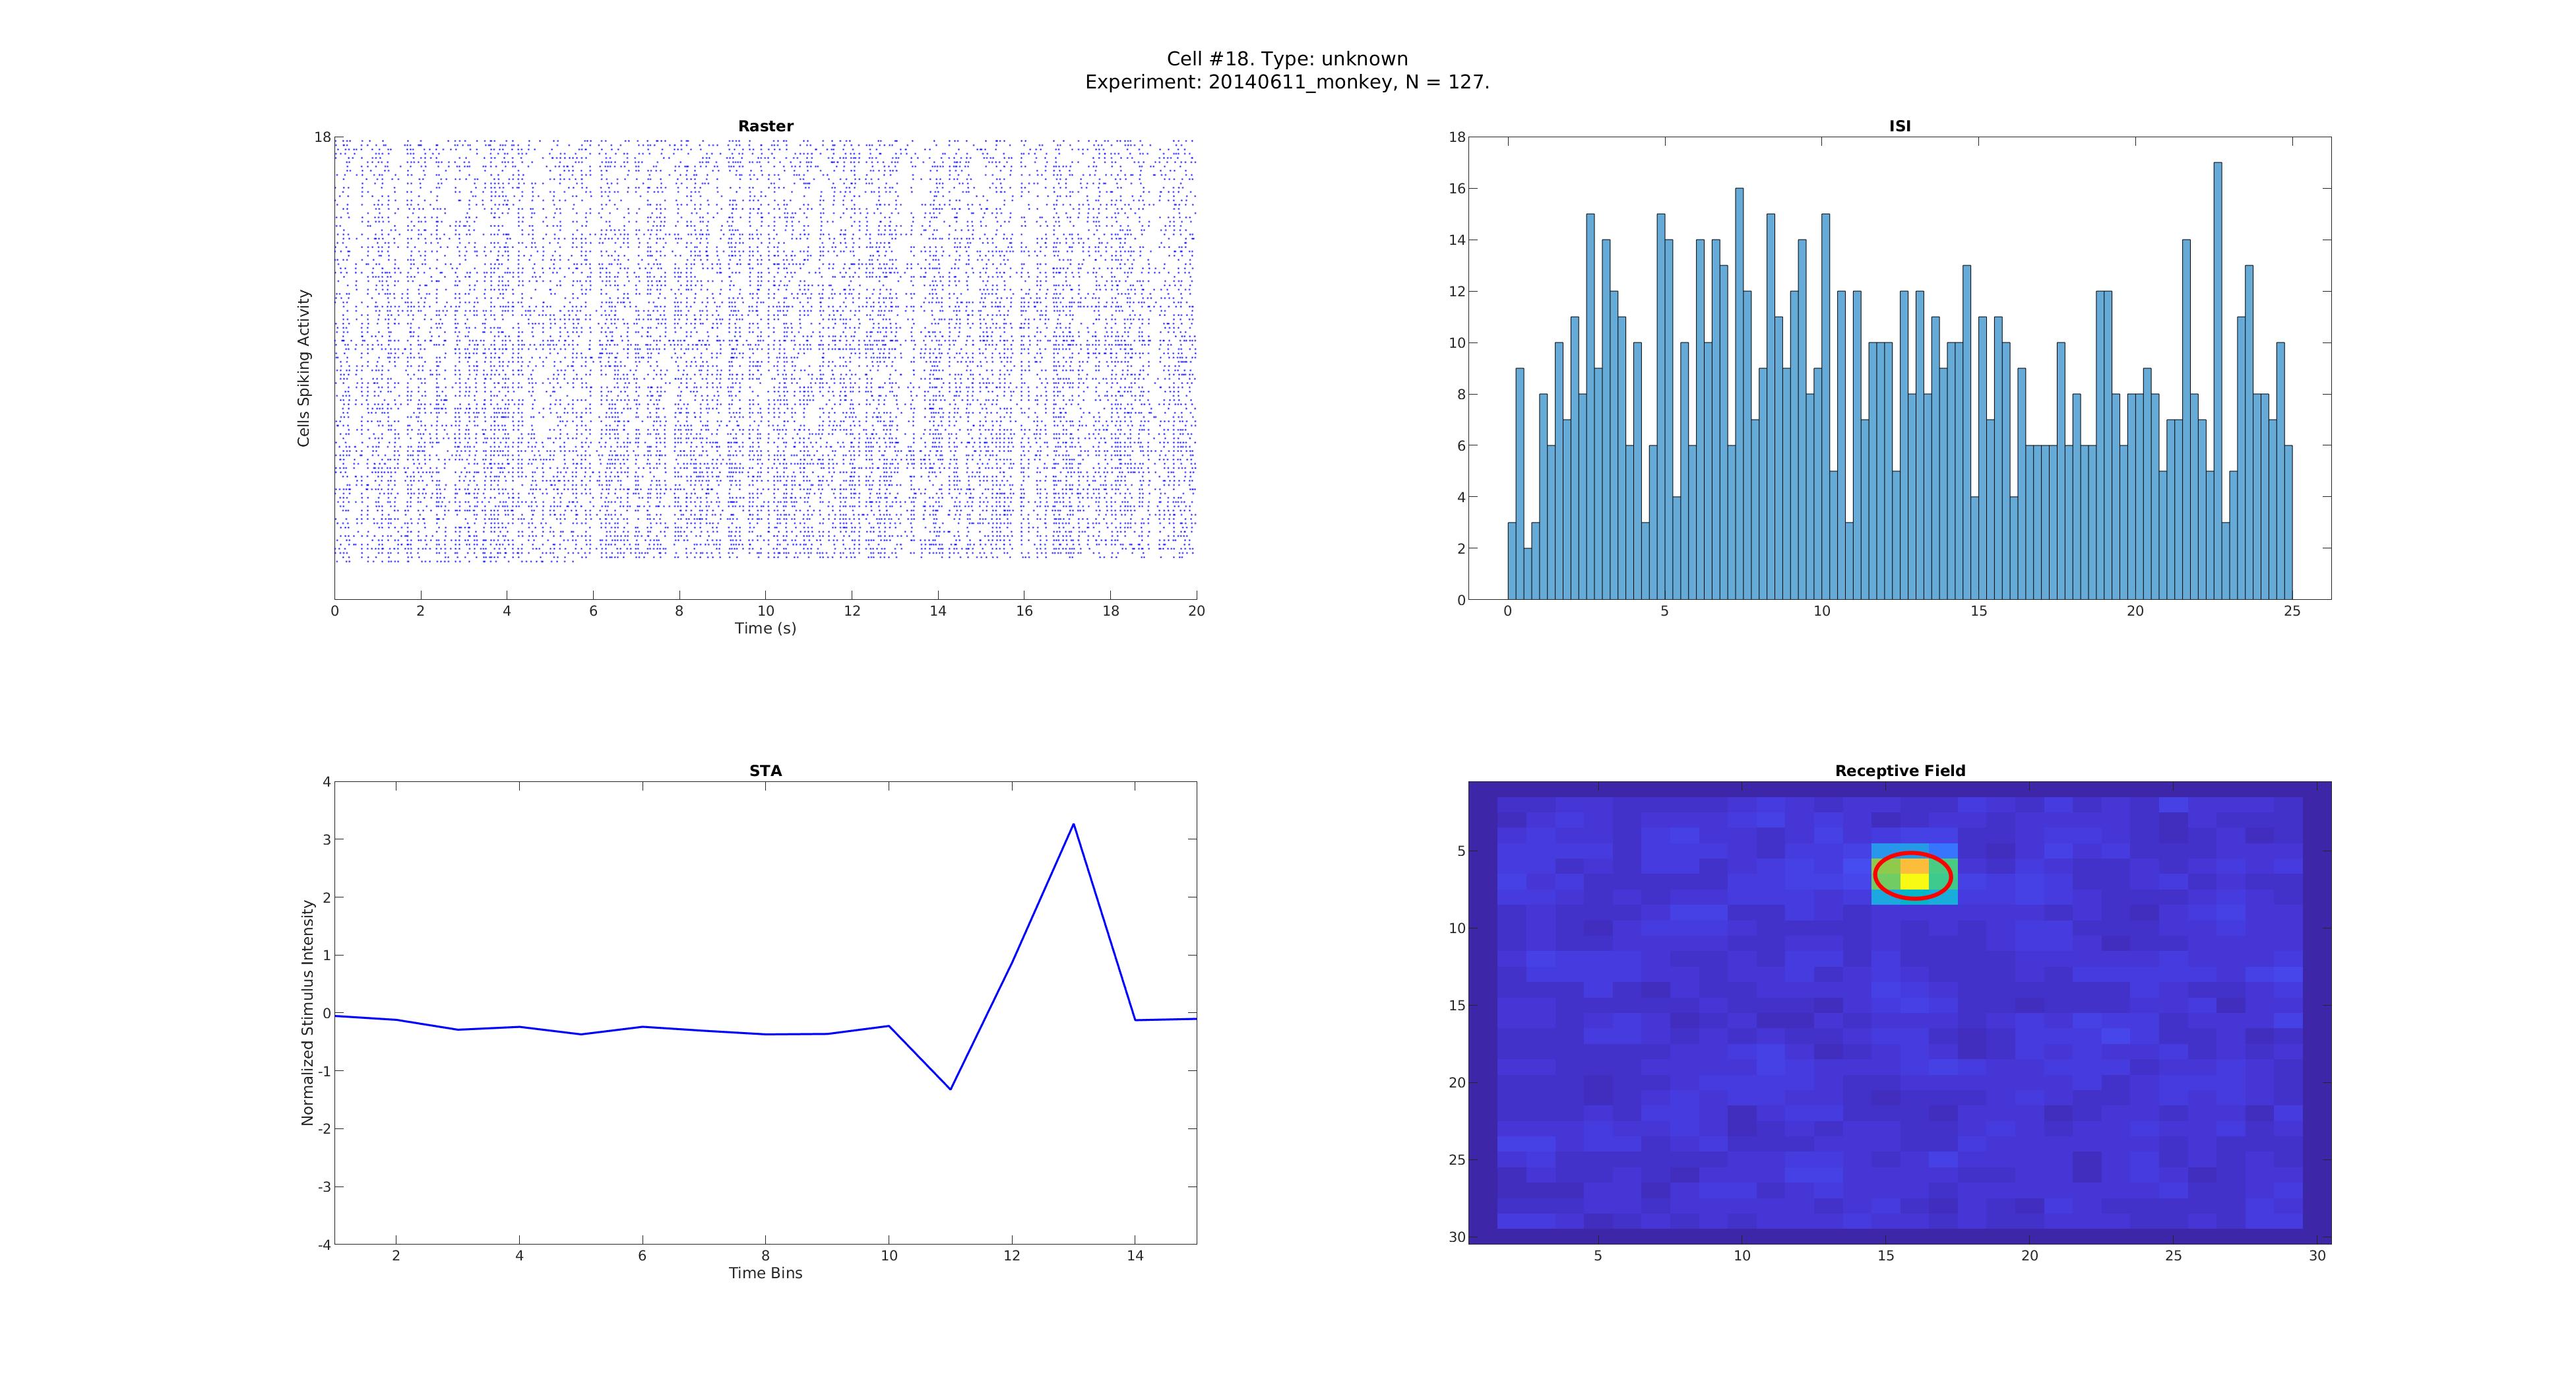 Cell #18. Type: unknown
Experiment: 20140611_monkey, N = 127.
Raster
18
Cells Spiking Activity
0 2 4 6 8 10 12 14 16 18 20
Time (s)
ISI
18
16
14
12
10
8
6
4
2
0
0 5 10 15 20 25
STA
4
3
2
1
0
-1
-2
-3
-4
Normalized Stimulus Intensity
2 4 6 8 10 12 14
Time Bins
Receptive Field
5
10
15
20
25
30
5 10 15 20 25 30